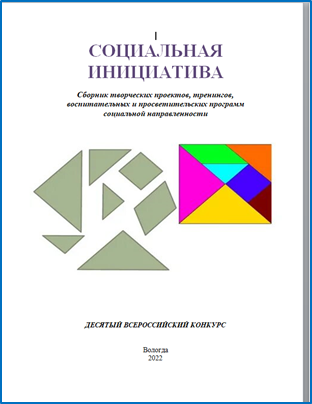 СОЦИАЛЬНАЯ
ИНИЦИАТИВА
Сборник творческих проектов, тренингов,
воспитательных и просветительских программ
социальной направленности
ДЕСЯТЫЙ ВСЕРОССИЙСКИЙ КОНКУРС
Вологда
2022